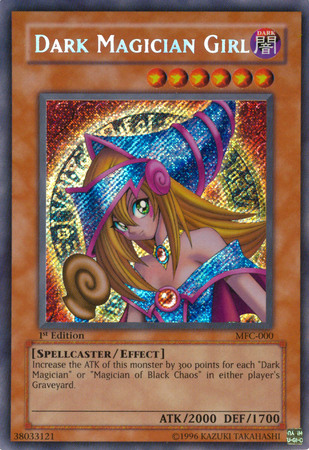 DARK MAGICIAN GIRL
DARK
闇
1st Edition
MFC-000
[SPELLCASTER/EFFECT]
Increase the ATK of this monster by 300 points for each "Dark
Magician" or "Magician of Black Chaos" in either player's
Graveyard.
ATK/2000 DEF/1700
38033121
©1996 KAZUKI TAKAHASHI